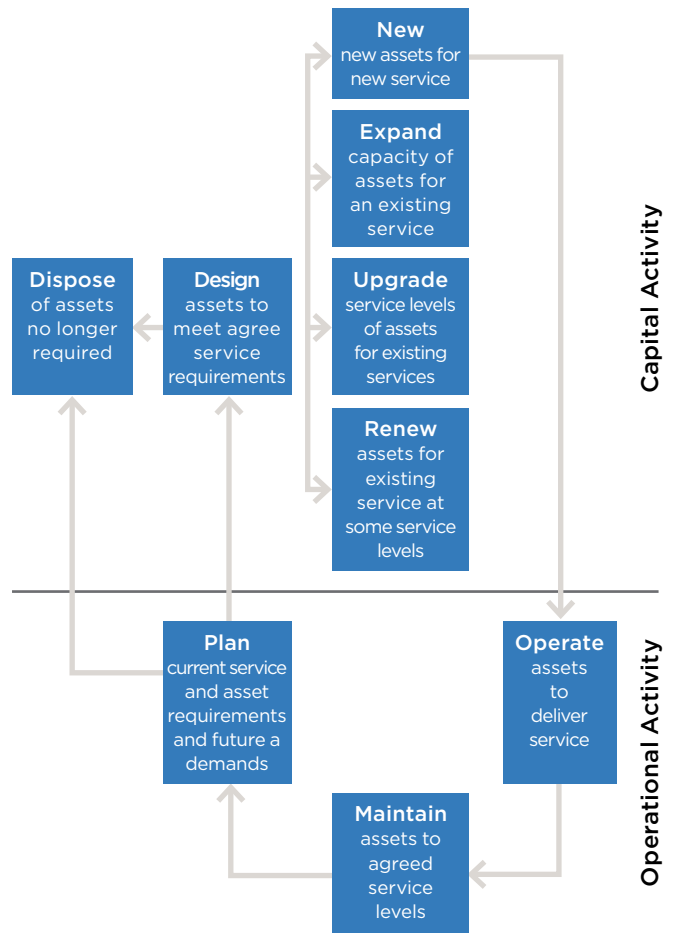 New
new assets for
new service
Expand
capacity of
assets for
an existing
service
Dispose
of assets
no longer
required
Design
assets to
meet agree
service
requirements
Upgrade
service levels
of assets
for existing
services
Renew
assets for
existing
service at
some service
levels
Capital Activity
Plan
current service
and asset
requirements
and future a
demands
Operate
assets
to
deliver
service
Maintain
assets to
agreed
service
levels
Operational Activity